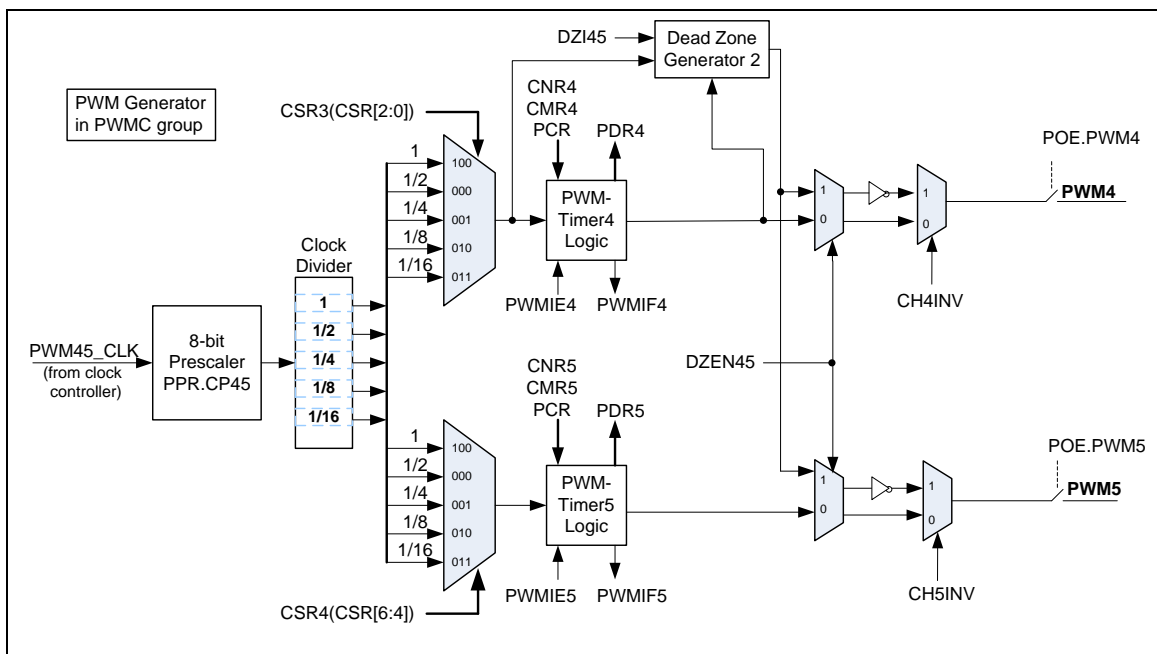 DZI45
Dead Zone
Generator 2
PWM Generator
in PWMC group
CSR3(CSR[2:0])
CNR4
CMR4
PCR
PDR4
POE.PWM4
PWM4
1
1/2
1/4
1/8
1/16
100
000
001
010
011
PWM-
Timer4
Logic
1
0
1
0
PWMIE4
PWMIF4
CH4INV
Clock
Divider
1
1/2
1/4
1/8
1/16
PWM45_CLK
(from clock
controller)
8-bit
Prescaler
PPR.CP45
DZEN45
CNR5
CMR5
PCR
PDR5
POE.PWM5
PWM5
1
1/2
1/4
1/8
1/16
100
000
001
010
011
PWM-
Timer5
Logic
1
0
1
0
PWMIE5
PWMIF5
CH5INV
CSR4(CSR[6:4])